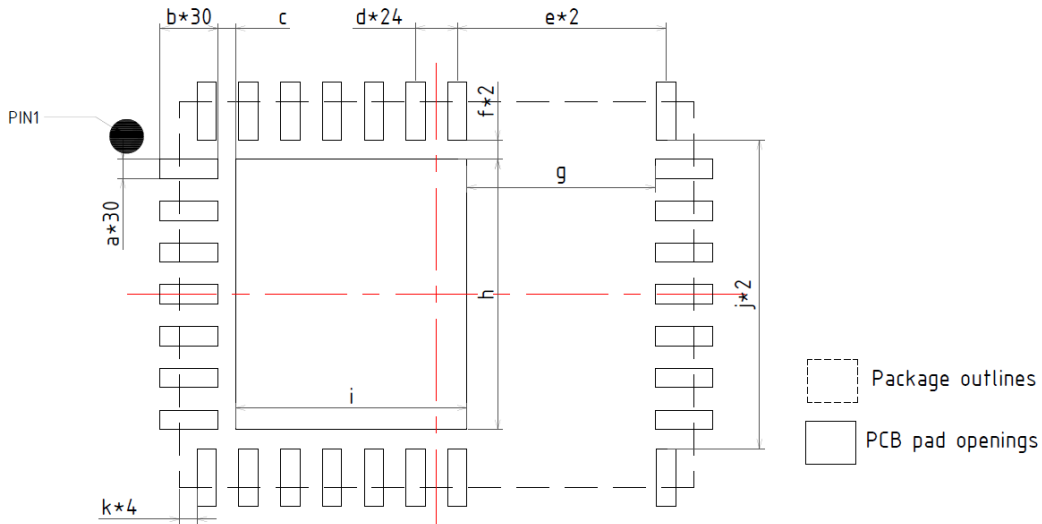 b*30
c
d*24
e*2
f*2
PIN1
g
a*30
h
j*2
i
Package outlines
PCB pad openings
k*4